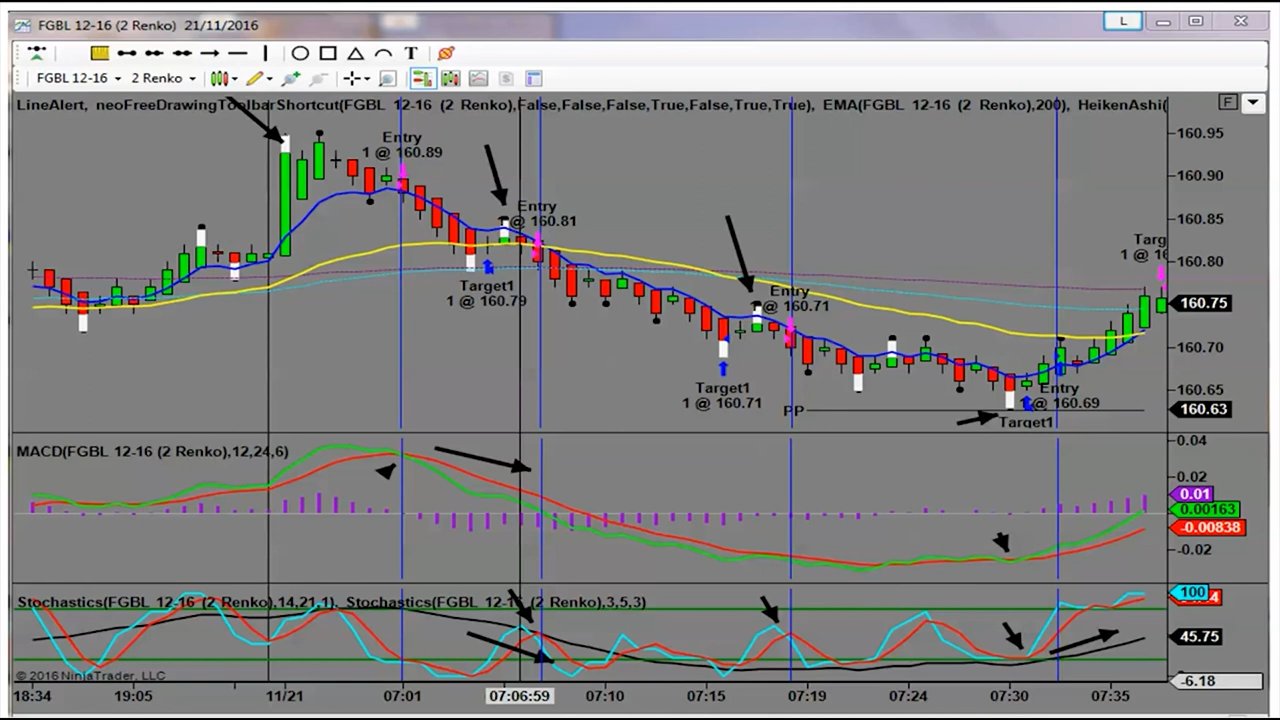 FGBL 12-16 (2 Renko) 21/11/2016
L
T
FGBL 12-16 2 Renko
LineAlert, neoFreeDrawingToolbarShortcut(FGBL 12-16 (2 Renko),False,False,False,True,False,True,True), EMA(FGBL 12-16 (2 Renko),200), HeikenAshi(
F
160.95
Entry
1 @ 160.89
160.90
Entry
1 @ 160.81
160.85
Targ
1 @ 16
160.80
Target1
1 @ 160.79
Entry
1 @ 160.71
160.75
160.70
Target1
1 @ 160.71
Entry
1 @ 160.69
160.65
PP
160.63
Target1
MACD(FGBL 12-16 (2 Renko),12,24,6)
0.04
0.02
0.01
0.00163
-0.00838
-0.02
Stochastics(FGBL 12-16 (2 Renko),14,21,1), Stochastics(FGBL 12-16 (2 Renko),3,5,3)
100
45.75
-6.18
© 2016 NinjaTrader, LLC
18:34 19:05 11/21 07:01 07:06:59 07:10 07:15 07:19 07:24 07:30 07:35